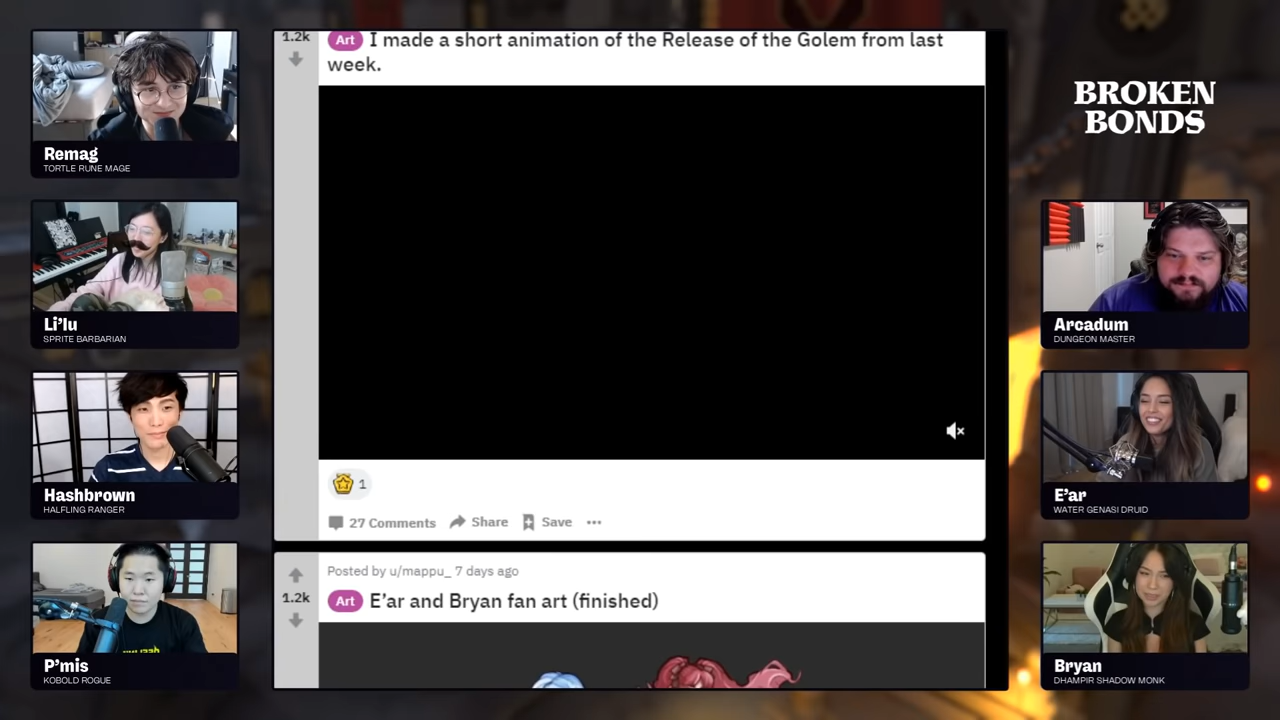 Remag
TORTLE RUNE MAGE
Li'lu
SPRITE BARBARIAN
Hashbrown
HALFLING RANGER
P'mis
KOBOLD ROGUE
1.2k
Art I made a short animation of the Release of the Golem from last
week.
1
27 Comments Share Save
Posted by u/mappu_ 7 days ago
1.2k
Art E'ar and Bryan fan art (finished)
BROKEN
BONDS
Arcadum
DUNGEON MASTER
E'ar
WATER GENASI DRUID
Bryan
DHAMPIR SHADOW MONK